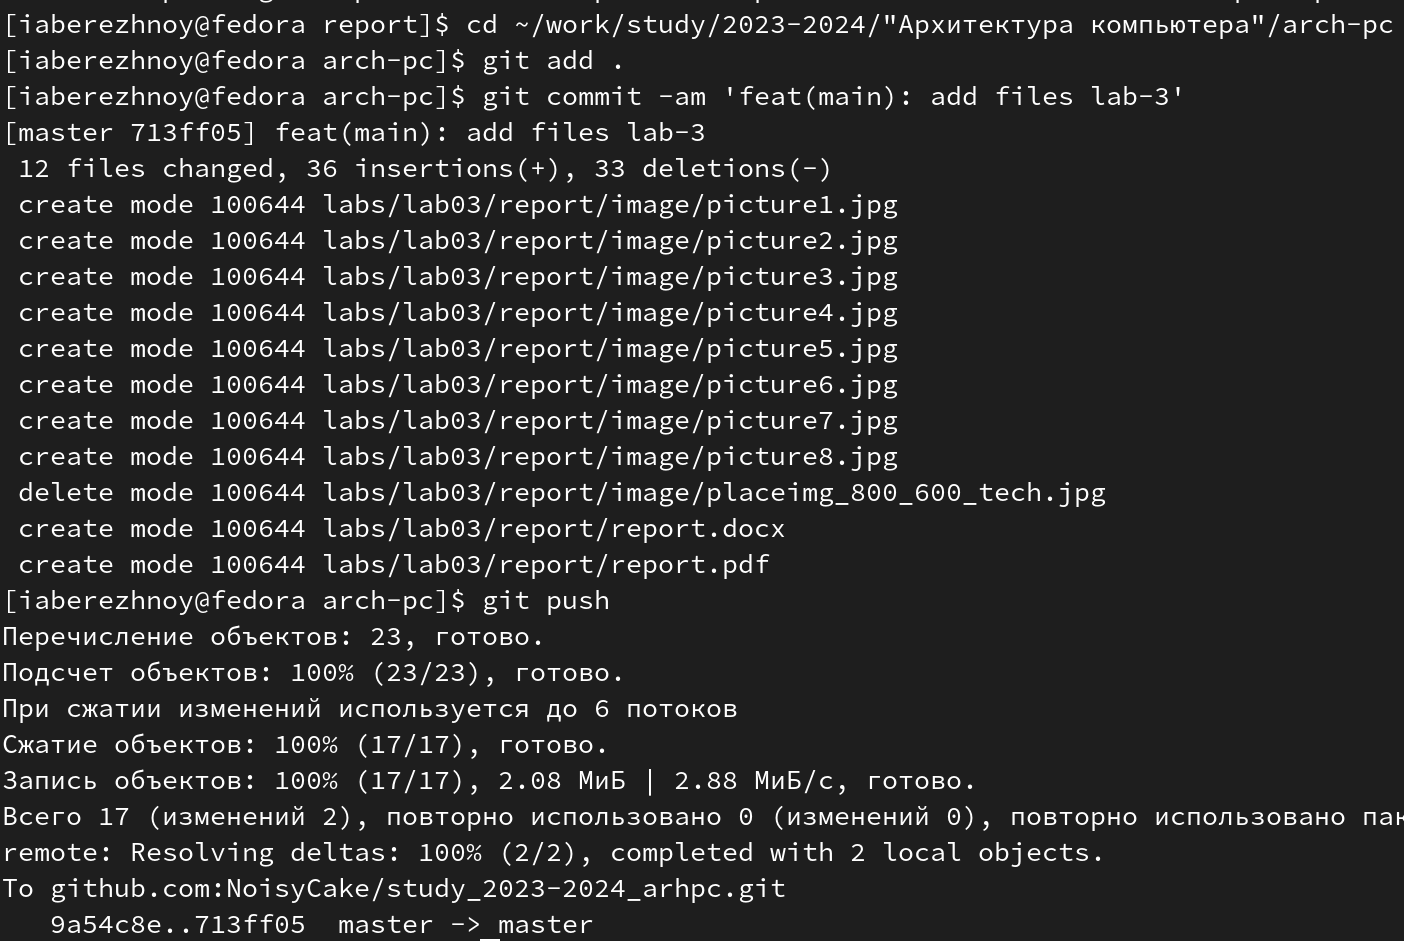 [iaberezhnoy@fedora report]$ cd ~/work/study/2023-2024/"Архитектура компьютера"/arch-pc
[iaberezhnoy@fedora arch-pc]$ git add .
[iaberezhnoy@fedora arch-pc]$ git commit -am 'feat(main): add files lab-3'
[master 713ff05] feat(main): add files lab-3
 12 files changed, 36 insertions(+), 33 deletions(-)
 create mode 100644 labs/lab03/report/image/picture1.jpg
 create mode 100644 labs/lab03/report/image/picture2.jpg
 create mode 100644 labs/lab03/report/image/picture3.jpg
 create mode 100644 labs/lab03/report/image/picture4.jpg
 create mode 100644 labs/lab03/report/image/picture5.jpg
 create mode 100644 labs/lab03/report/image/picture6.jpg
 create mode 100644 labs/lab03/report/image/picture7.jpg
 create mode 100644 labs/lab03/report/image/picture8.jpg
 delete mode 100644 labs/lab03/report/image/placeimg_800_600_tech.jpg
 create mode 100644 labs/lab03/report/report.docx
 create mode 100644 labs/lab03/report/report.pdf
[iaberezhnoy@fedora arch-pc]$ git push
Перечисление объектов: 23, готово.
Подсчет объектов: 100% (23/23), готово.
При сжатии изменений используется до 6 потоков
Сжатие объектов: 100% (17/17), готово.
Запись объектов: 100% (17/17), 2.08 МиБ | 2.88 МиБ/с, готово.
Всего 17 (изменений 2), повторно использовано 0 (изменений 0), повторно использовано
remote: Resolving deltas: 100% (2/2), completed with 2 local objects.
To github.com:NoisyCake/study_2023-2024_arhpc.git
   9a54c8e..713ff05  master -> master